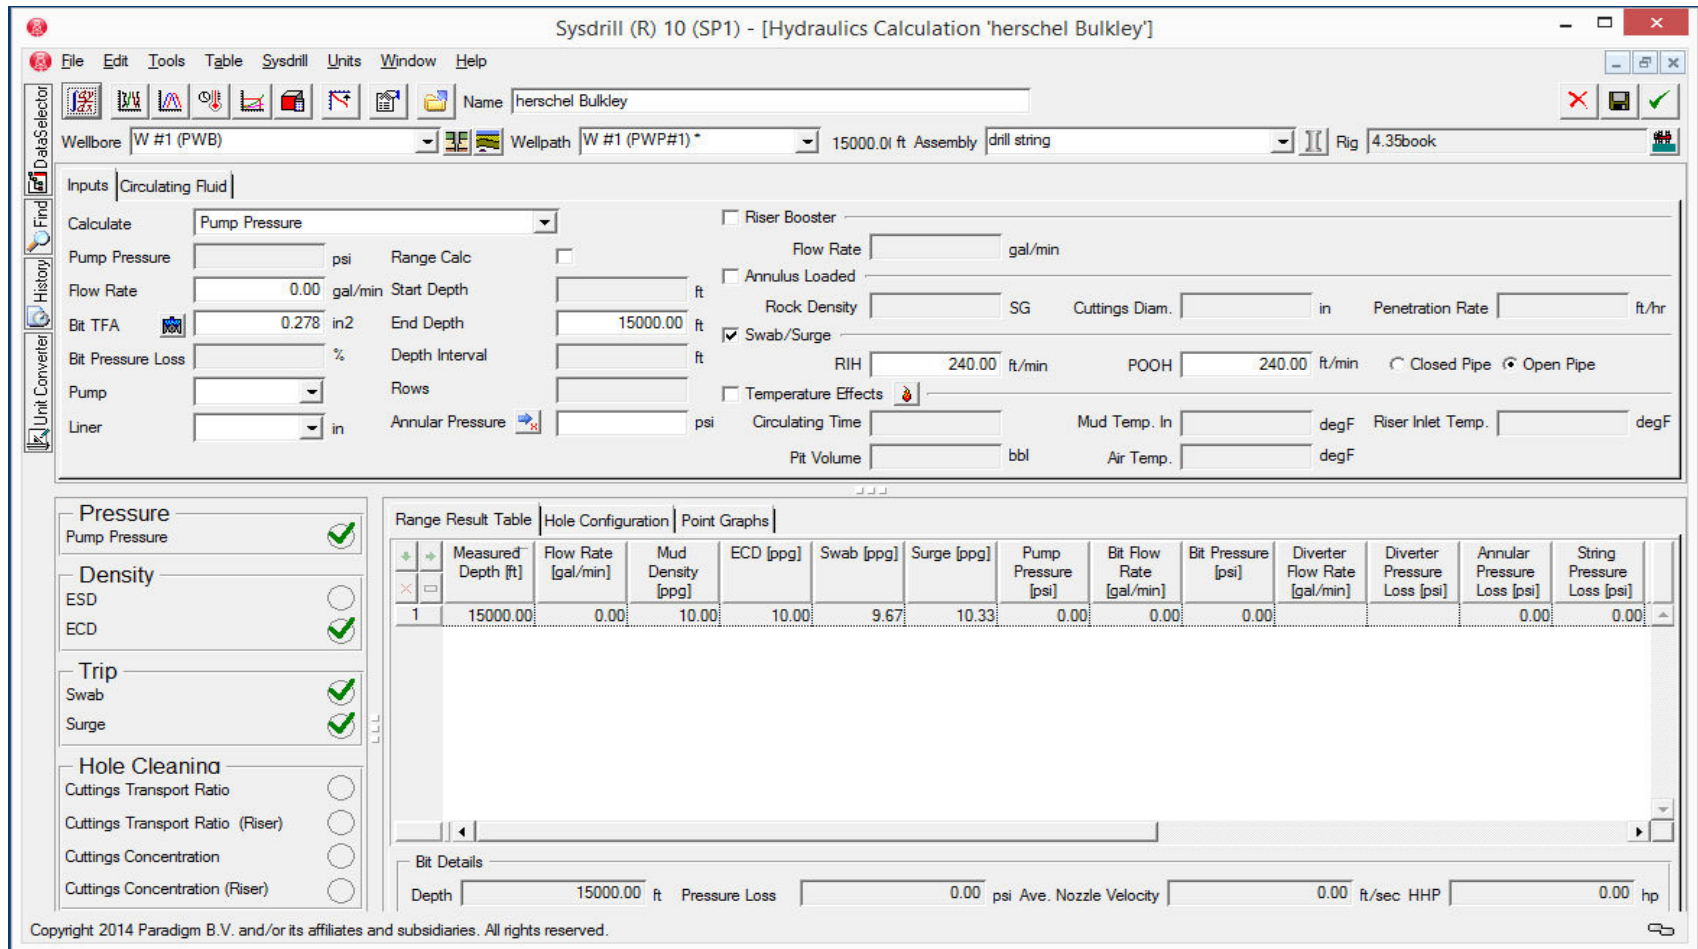 Sysdrill (R) 10 (SP1) - [Hydraulics Calculation 'herschel Bulkley']
File Edit Tools Table Sysdrill Units Window Help
Name herschel Bulkley
Wellbore W #1 (PWB) Wellpath W #1 (PWP#1) * 15000.0( ft Assembly drill string Rig 4.35book
DataSelector
Find
History
Unit Converter
Inputs Circulating Fluid
Calculate Pump Pressure
Pump Pressure psi Range Calc
Flow Rate 0.00 gal/min Start Depth ft
Bit TFA 0.278 in2 End Depth 15000.00 ft
Bit Pressure Loss % Depth Interval ft
Pump Rows
Liner in Annular Pressure psi
Riser Booster
Flow Rate gal/min
Annulus Loaded
Rock Density SG Cuttings Diam. in Penetration Rate ft/hr
Swab/Surge
RIH 240.00 ft/min POOH 240.00 ft/min Closed Pipe Open Pipe
Temperature Effects
Circulating Time Mud Temp. In degF Riser Inlet Temp. degF
Pit Volume bbl Air Temp. degF
Pressure
Pump Pressure
Density
ESD
ECD
Trip
Swab
Surge
Hole Cleaning
Cuttings Transport Ratio
Cuttings Transport Ratio (Riser)
Cuttings Concentration
Cuttings Concentration (Riser)
Range Result Table Hole Configuration Point Graphs
Measured Flow Rate Mud ECD [ppg] Swab [ppg] Surge [ppg] Pump Bit Flow Bit Pressure Diverter Diverter Annular String
Depth [ft] [gal/min] Density Pressure Rate [psi] Flow Rate Pressure Pressure Pressure
[ppg] [psi] [gal/min] [gal/min] Loss [psi] Loss [psi] Loss [psi]
1 15000.00 0.00 10.00 10.00 9.67 10.33 0.00 0.00 0.00 0.00 0.00
Bit Details
Depth 15000.00 ft Pressure Loss 0.00 psi Ave. Nozzle Velocity 0.00 ft/sec HHP 0.00 hp
Copyright 2014 Paradigm B.V. and/or its affiliates and subsidiaries. All rights reserved.